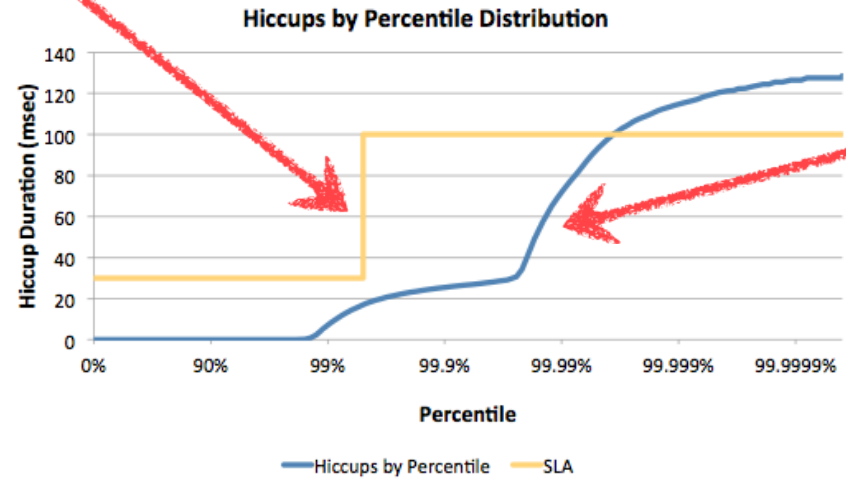 Hiccups by Percentile Distribution
Hiccup Duration (msec)
140
120
100
80
60
40
20
0
0% 90% 99% 99.9% 99.99% 99.999% 99.9999%
Percentile
Hiccups by Percentile SLA